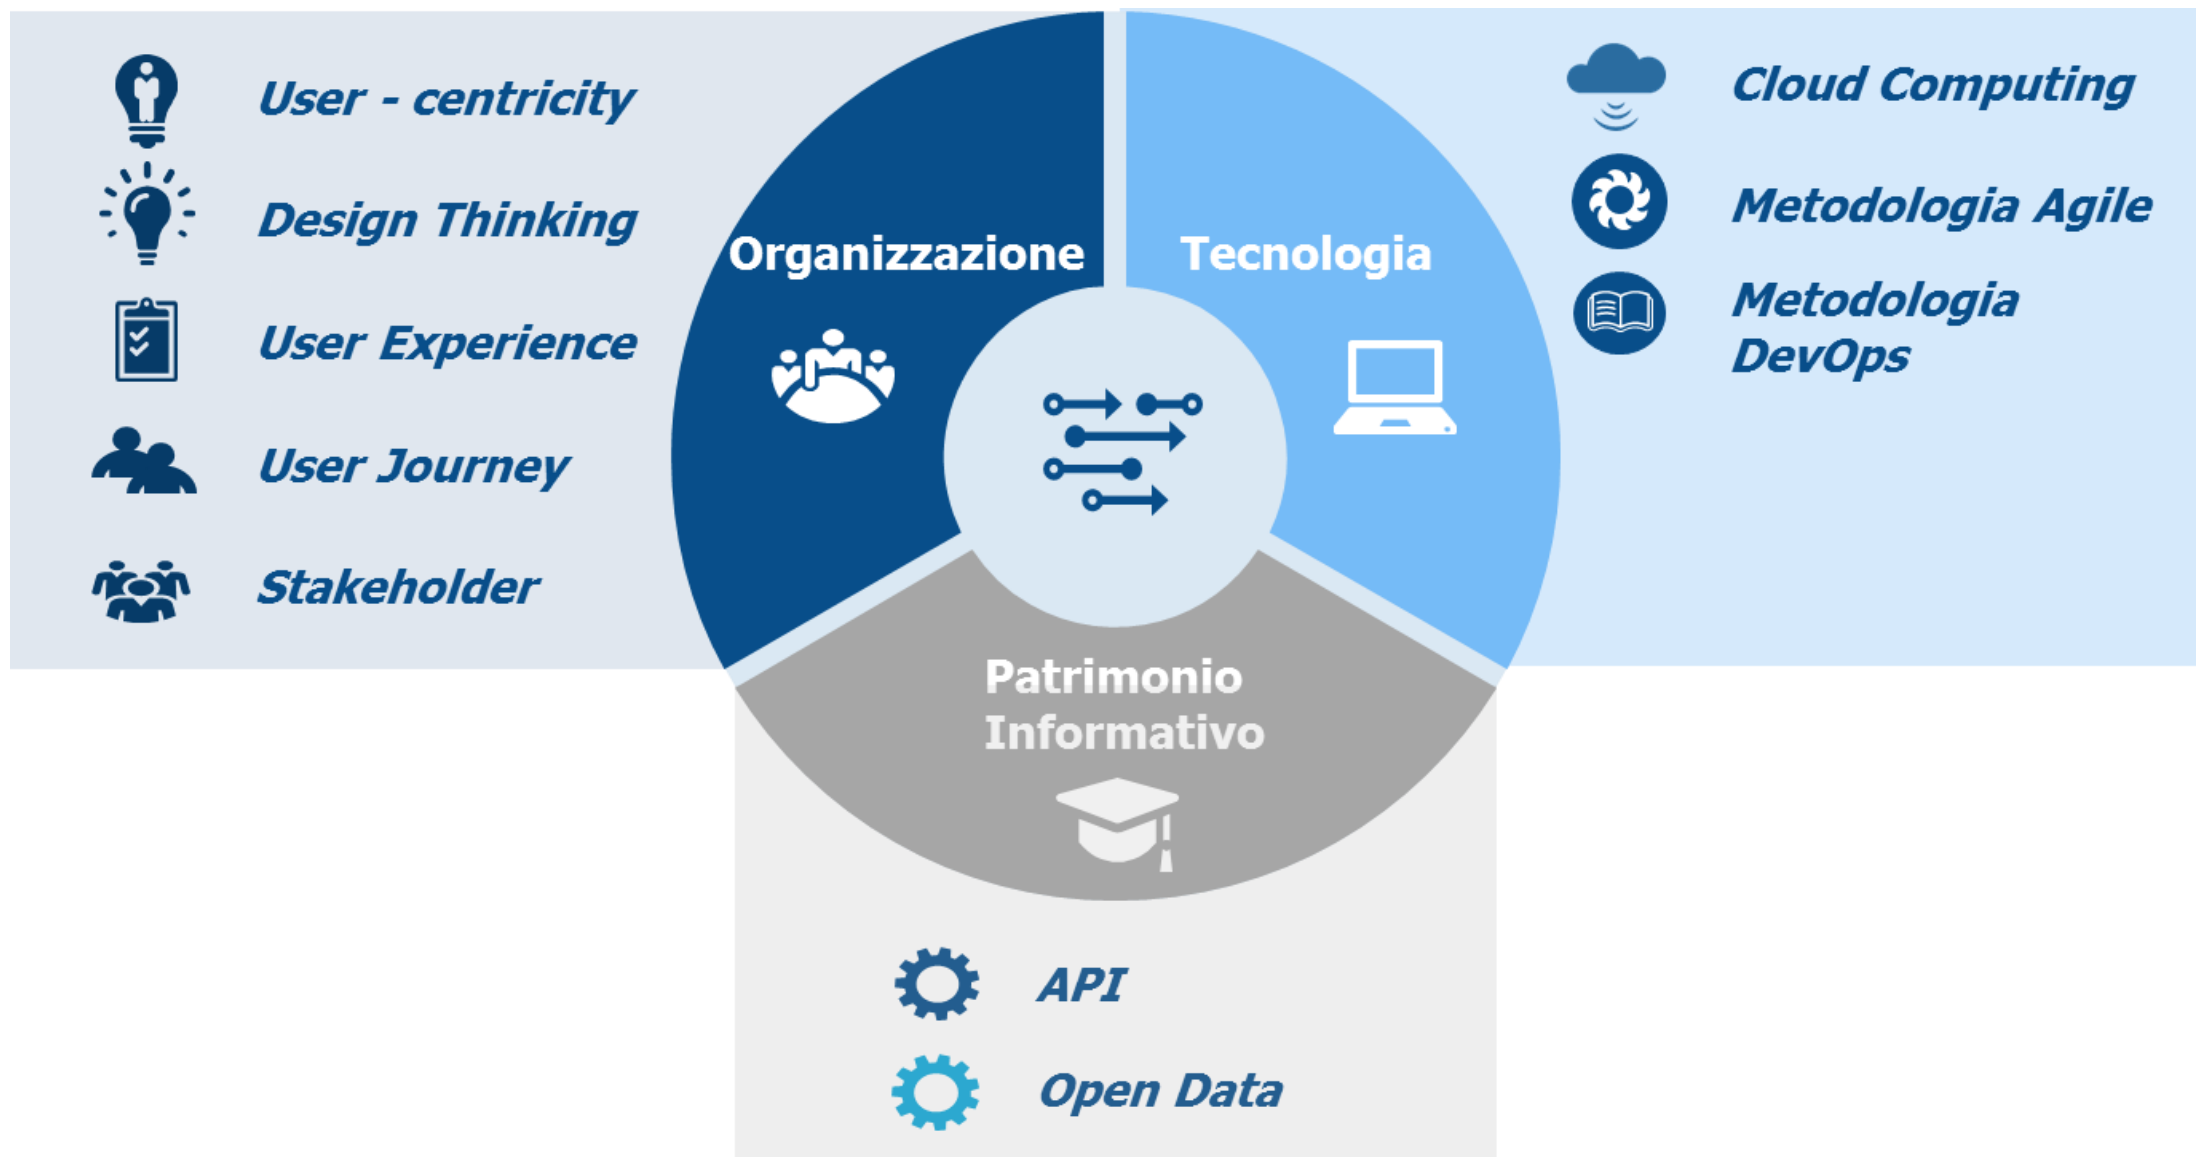 User - centricity
Design Thinking
User Experience
User Journey
Stakeholder
Organizzazione
Tecnologia
Cloud Computing
Metodologia Agile
Metodologia
DevOps
Patrimonio
Informativo
API
Open Data